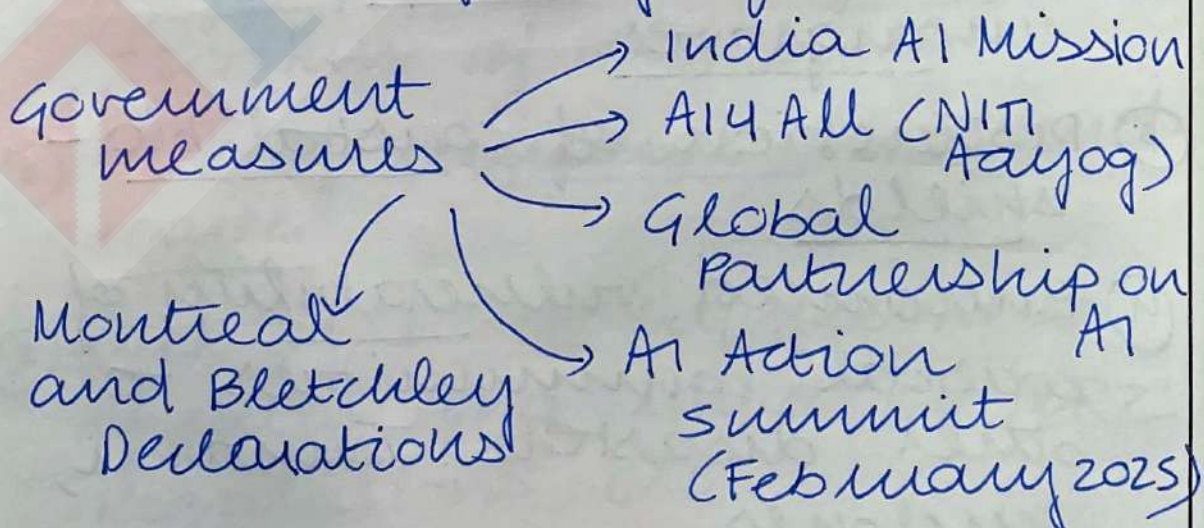 Government
measures
India AI Mission
AI4 All (NITI
Aayog)
Global
Partnership on
AI
AI Action
summit
(February 2025)
Montreal
and Bletchley
Declarations